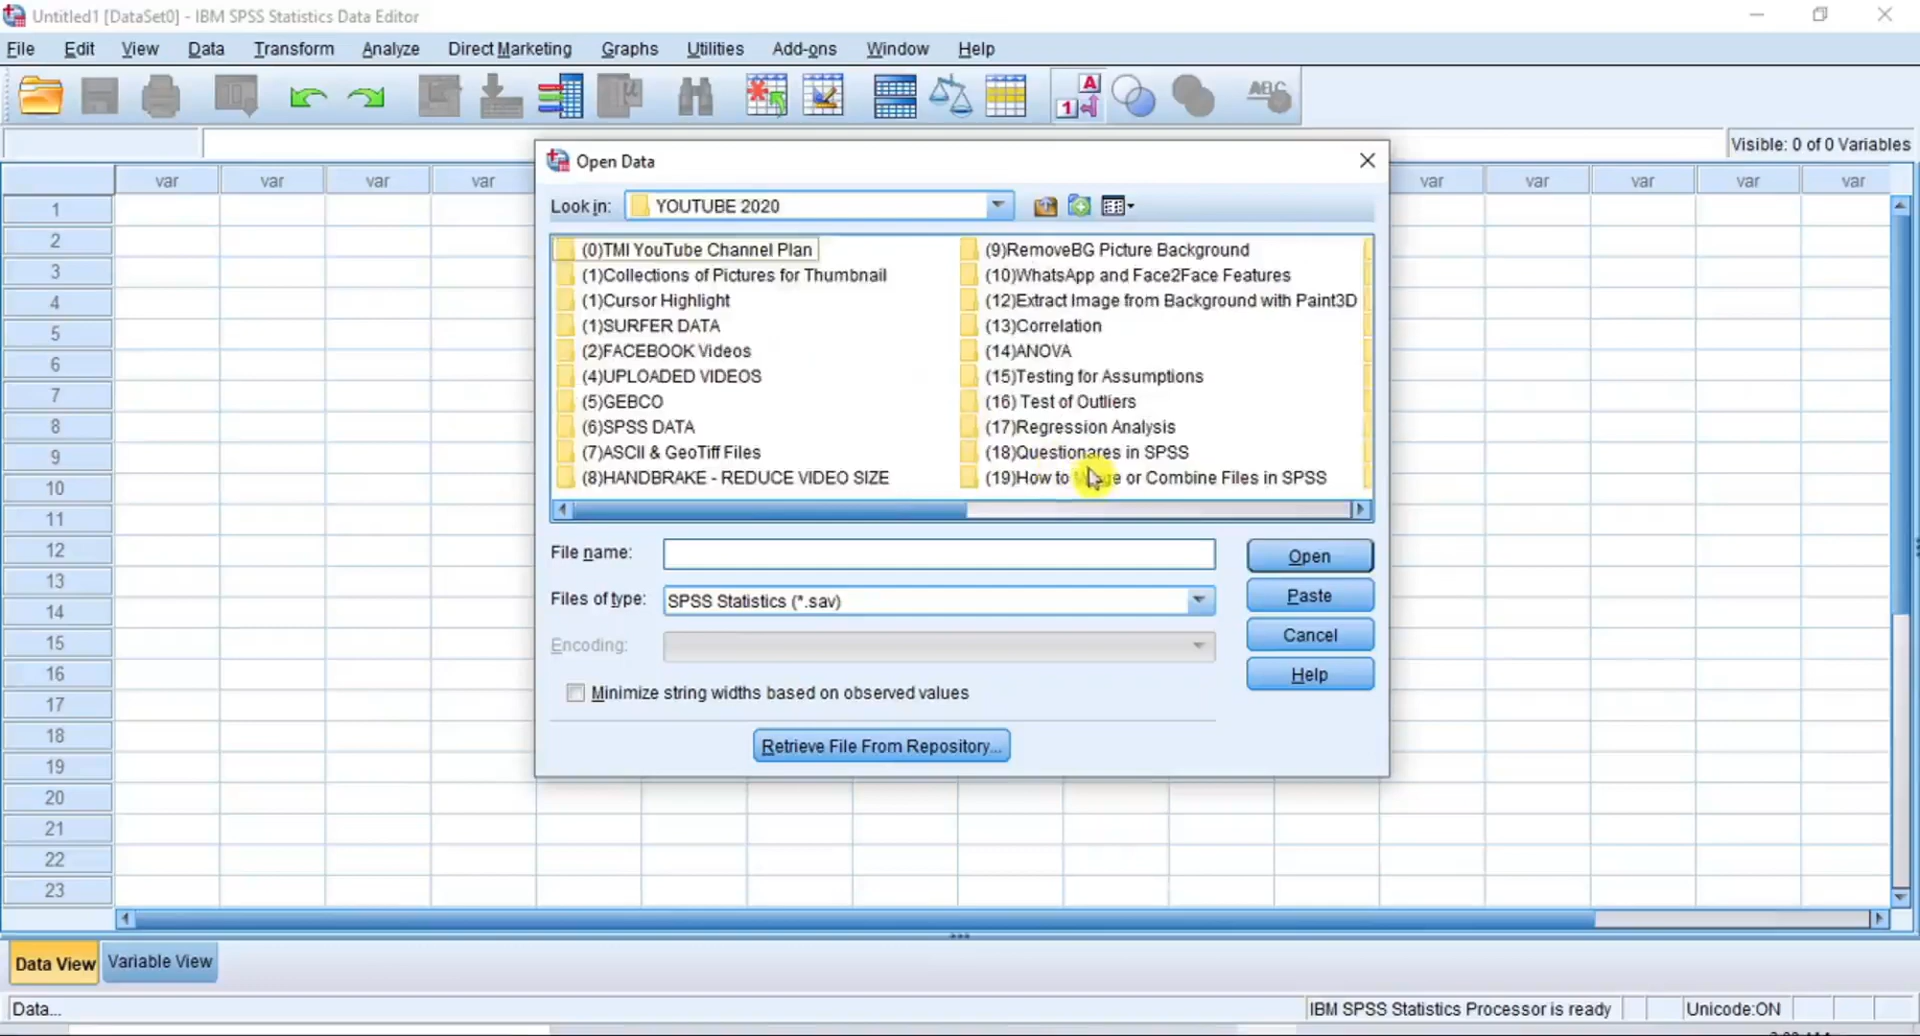 Untitled1 [DataSet0] - IBM SPSS Statistics Data Editor
File Edit View Data Transform Analyze Direct Marketing Graphs Utilities Add-ons Window Help
A
1
ABC
Visible: 0 of 0 Variables
var var var var var var var var var
Open Data
Look in: YOUTUBE 2020
(0)TMI YouTube Channel Plan
(1)Collections of Pictures for Thumbnail
(1)Cursor Highlight
(1)SURFER DATA
(2)FACEBOOK Videos
(4)UPLOADED VIDEOS
(5)GEBCO
(6)SPSS DATA
(7)ASCII & GeoTiff Files
(8)HANDBRAKE - REDUCE VIDEO SIZE
(9)RemoveBG Picture Background
(10)WhatsApp and Face2Face Features
(12)Extract Image from Background with Paint3D
(13)Correlation
(14)ANOVA
(15)Testing for Assumptions
(16) Test of Outliers
(17)Regression Analysis
(18)Questionares in SPSS
(19)How to or Combine Files in SPSS
File name:
Files of type: SPSS Statistics (*.sav)
Encoding:
Minimize string widths based on observed values
Open
Paste
Cancel
Help
Retrieve File From Repository...
1
2
3
4
5
6
7
8
9
10
11
12
13
14
15
16
17
18
19
20
21
22
23
Data View Variable View
Data...
IBM SPSS Statistics Processor is ready
Unicode:ON